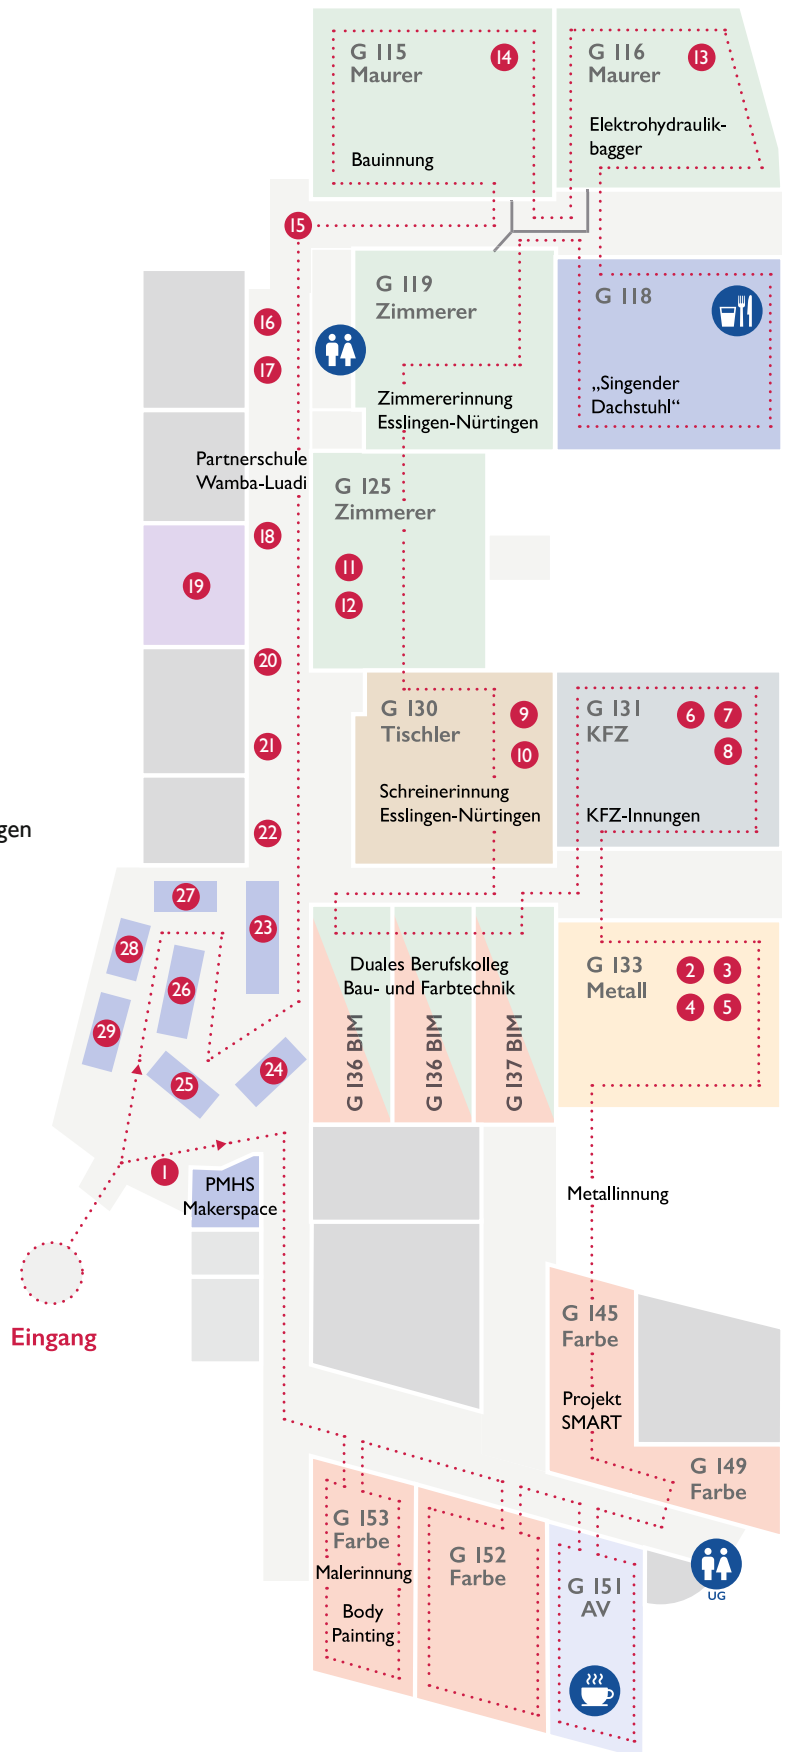 G 115
Maurer
14
Bauinnung
G 116
Maurer
13
Elektrohydraulik-
bagger
15
G 119
Zimmerer
Zimmererinnung
Esslingen-Nürtingen
G 118
„Singender
Dachstuhl“
16
17
Partnerschule
Wamba-Luadi
G 125
Zimmerer
11
12
18
19
20
21
22
G 130
Tischler
9
10
Schreinerinnung
Esslingen-Nürtingen
G 131
KFZ
6
7
8
KFZ-Innungen
gen
27
23
28
26
29
25
24
Duales Berufskolleg
Bau- und Farbtechnik
G 136 BIM
G 136 BIM
G 137 BIM
G 133
Metall
2
3
4
5
1
PMHS
Makerspace
Metallinnung
Eingang
G 145
Farbe
Projekt
SMART
G 149
Farbe
G 153
Farbe
Malerinnung
Body
Painting
G 152
Farbe
G 151
AV
UG